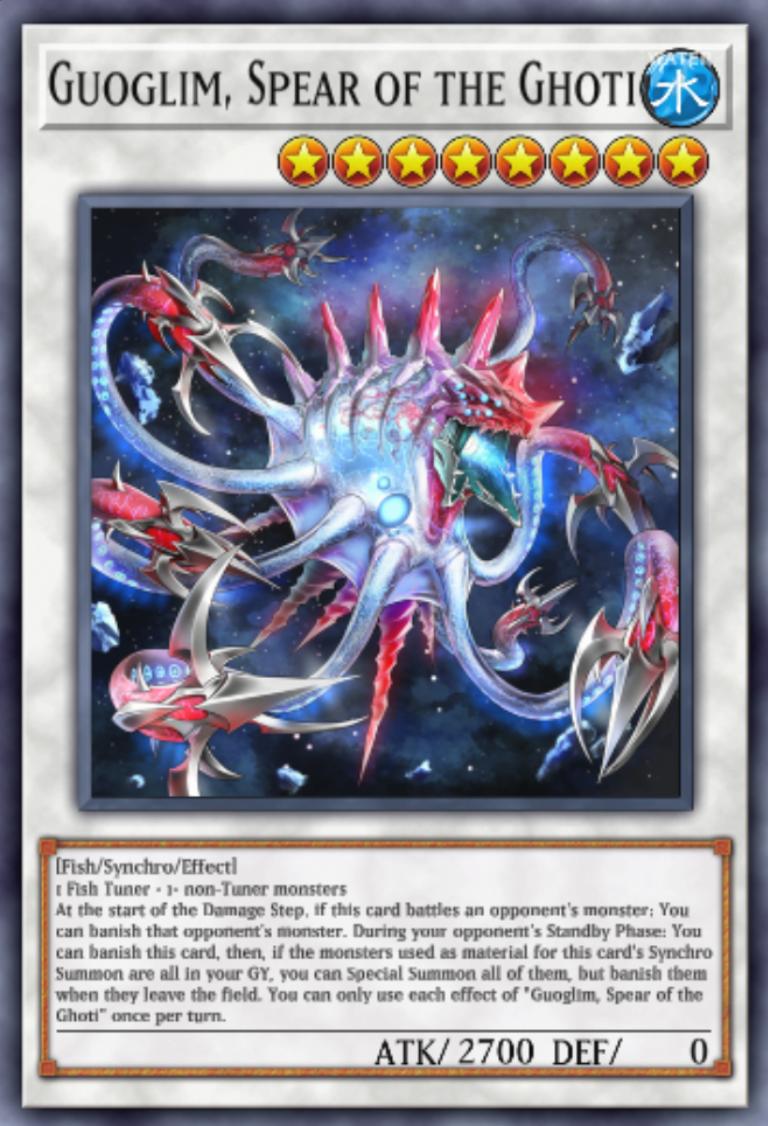 GUOGLIM, SPEAR OF THE GHOTI
WATER
水
[Fish/Synchro/Effect]
1 Fish Tuner - 1+ non-Tuner monsters
At the start of the Damage Step, if this card battles an opponent's monster: You
can banish that opponent's monster. During your opponent's Standby Phase: You
can banish this card, then, if the monsters used as material for this card's Synchro
Summon are all in your GY, you can Special Summon all of them, but banish them
when they leave the field. You can only use each effect of "Guoglim, Spear of the
Ghoti" once per turn.
ATK/ 2700 DEF/ 0